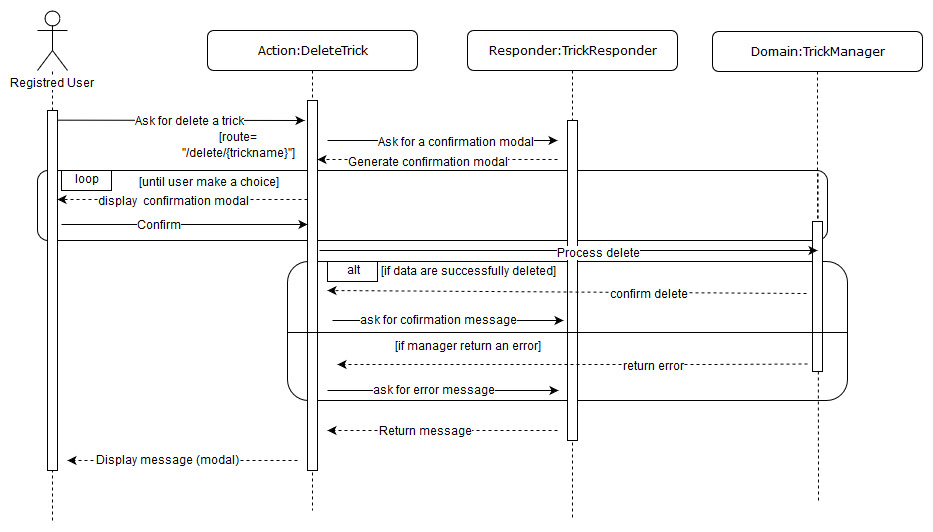 Action:DeleteTrick
Responder:TrickResponder
Domain:TrickManager
Registred User
Ask for delete a trick
[route=
"/delete/{trickname}"]
Ask for a confirmation modal
Generate confirmation modal
loop
[until user make a choice]
display confirmation modal
Confirm
Process delete
alt
[if data are successfully deleted]
confirm delete
ask for cofirmation message
[if manager return an error]
return error
ask for error message
Return message
Display message (modal)